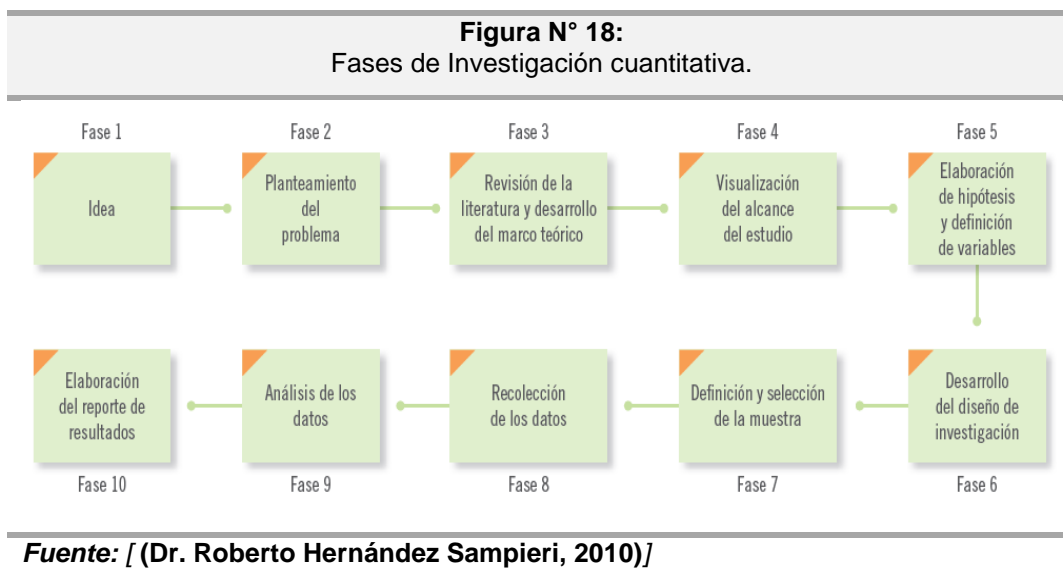 Figura N° 18:
Fases de Investigación cuantitativa.
Fase 1
Idea
Fase 2
Planteamiento
del
problema
Fase 3
Revisión de la
literatura y desarrollo
del marco teórico
Fase 4
Visualización
del alcance
del estudio
Fase 5
Elaboración
de hipótesis
y definición
de variables
Desarrollo
del diseño de
investigación
Fase 6
Definición y selección
de la muestra
Fase 7
Recolección
de los datos
Fase 8
Análisis de los
datos
Fase 9
Elaboración
del reporte de
resultados
Fase 10
Fuente: [ (Dr. Roberto Hernández Sampieri, 2010)]